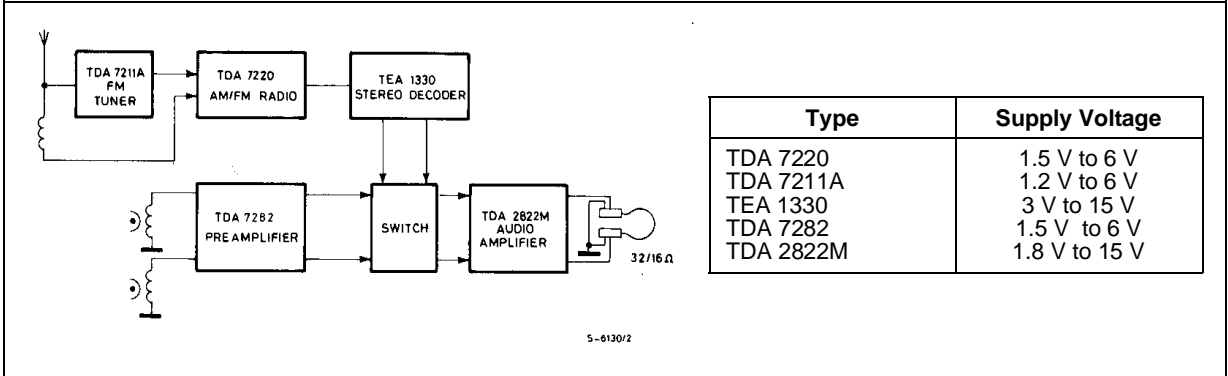 TDA 7211A
FM
TUNER
TDA 7220
AM/FM RADIO
TEA 1330
STEREO DECODER
TDA 7282
PREAMPLIFIER
SWITCH
TDA 2822M
AUDIO
AMPLIFIER
32/16Ω
S-6130/2
Type Supply Voltage
TDA 7220 1.5 V to 6 V
TDA 7211A 1.2 V to 6 V
TEA 1330 3 V to 15 V
TDA 7282 1.5 V to 6 V
TDA 2822M 1.8 V to 15 V